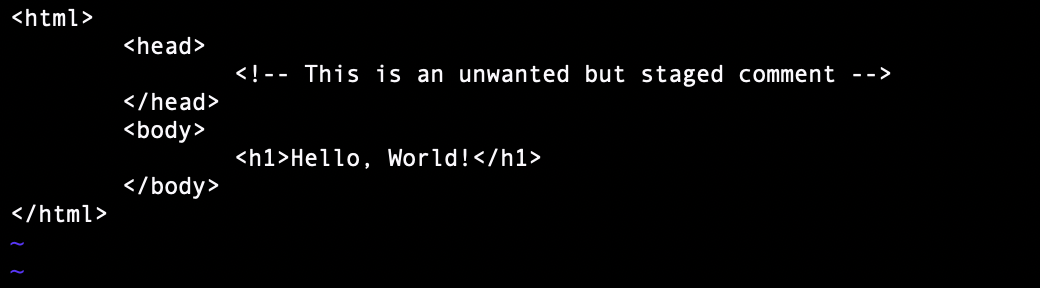 <html>
<head>
<!-- This is an unwanted but staged comment -->
</head>
<body>
<h1>Hello, World!</h1>
</body>
</html>
~
~